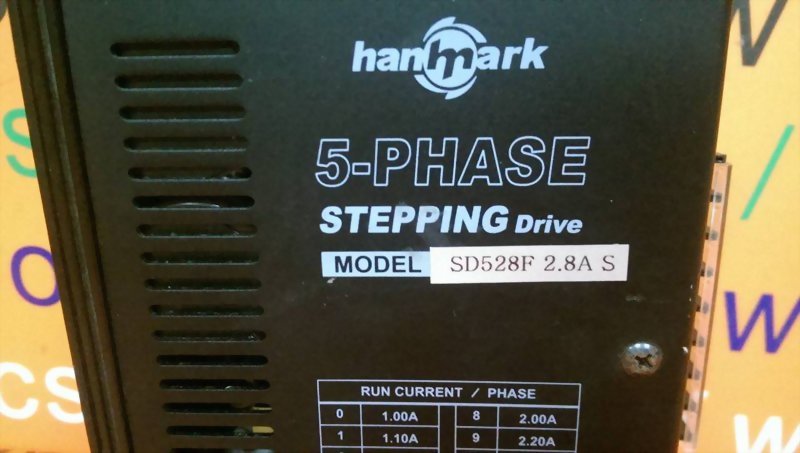 hanmark
5-PHASE
STEPPING Drive
MODEL SD528F 2.8A S
RUN CURRENT / PHASE
0 1.00A 8 2.00A
1 1.10A 9 2.20A